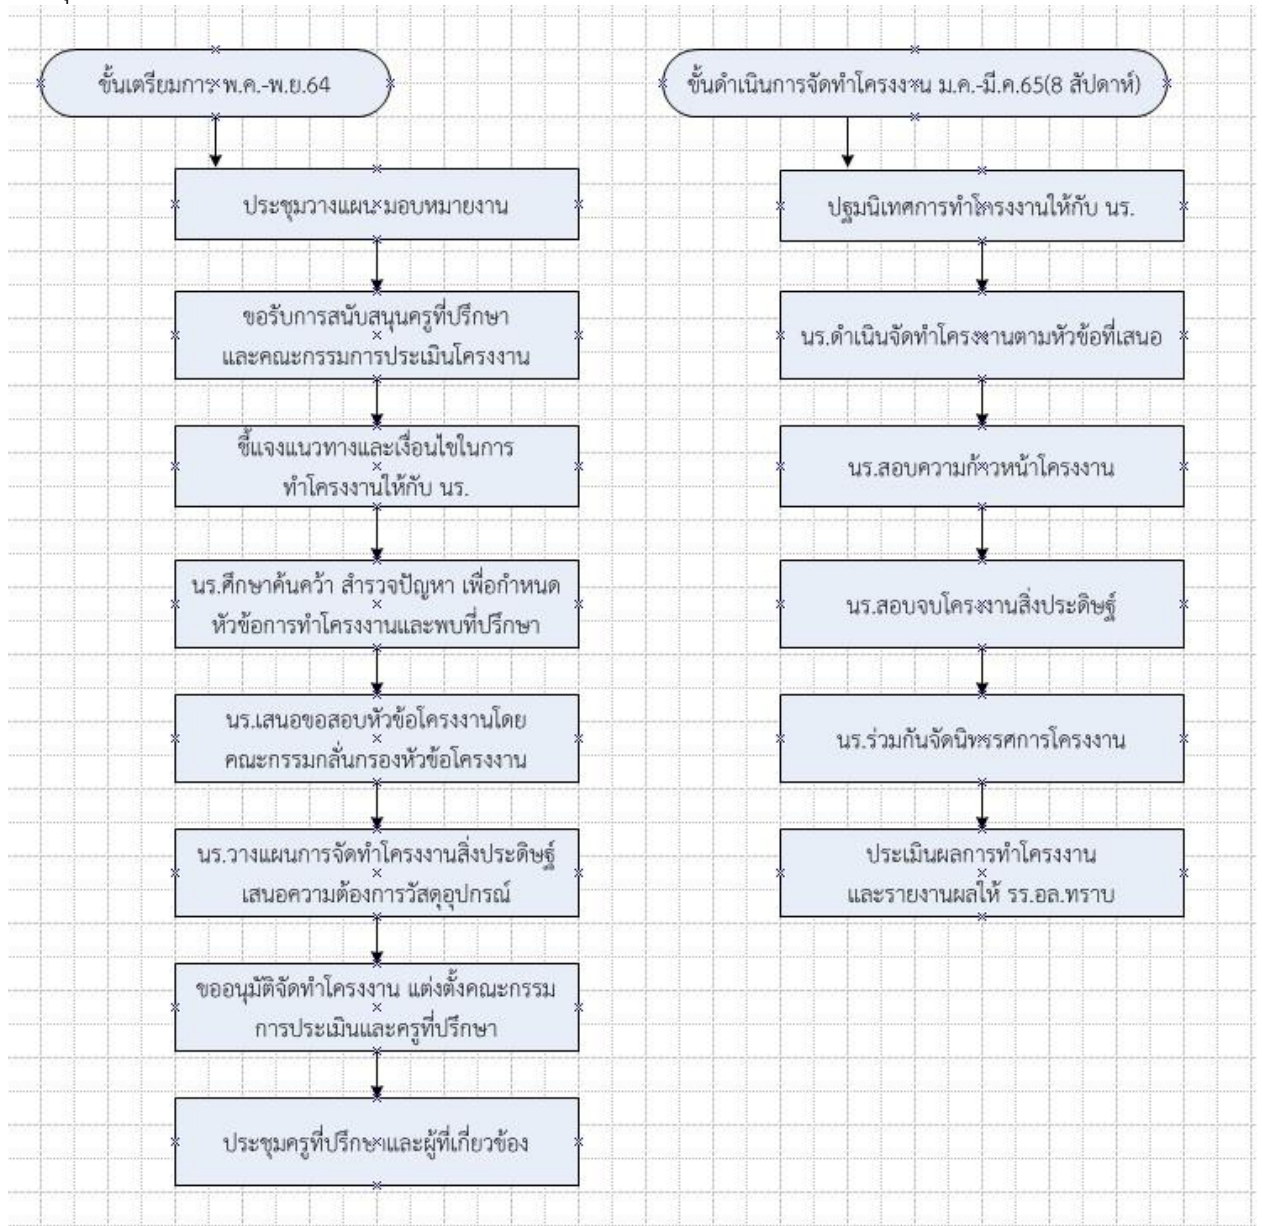 ขั้นเตรียมการ พ.ค.-พ.ย.64
ประชุมวางแผน มอบหมายงาน
ขอรับการสนับสนุนครูที่ปรึกษา
และคณะกรรมการประเมินโครงงาน
ชี้แจงแนวทางและเงื่อนไขในการ
ทำโครงงานให้กับ นร.
นร.ศึกษาค้นคว้า สำรวจปัญหา เพื่อกำหนด
หัวข้อการทำโครงงานและพบที่ปรึกษา
นร.เสนอขอสอบหัวข้อโครงงานโดย
คณะกรรมกลั่นกรองหัวข้อโครงงาน
นร.วางแผนการจัดทำโครงงานสิ่งประดิษฐ์
เสนอความต้องการวัสดุอุปกรณ์
ขออนุมัติจัดทำโครงงาน แต่งตั้งคณะกรรม
การประเมินและครูที่ปรึกษา
ประชุมครูที่ปรึกษาและผู้ที่เกี่ยวข้อง
ขั้นดำเนินการจัดทำโครงงาน ม.ค.-มี.ค.65(8 สัปดาห์)
ปฐมนิเทศการทำโครงงานให้กับ นร.
นร.ดำเนินจัดทำโครงงานตามหัวข้อที่เสนอ
นร.สอบความก้าวหน้าโครงงาน
นร.สอบจบโครงงานสิ่งประดิษฐ์
นร.ร่วมกันจัดนิทรรศการโครงงาน
ประเมินผลการทำโครงงาน
และรายงานผลให้ รร.อล.ทราบ